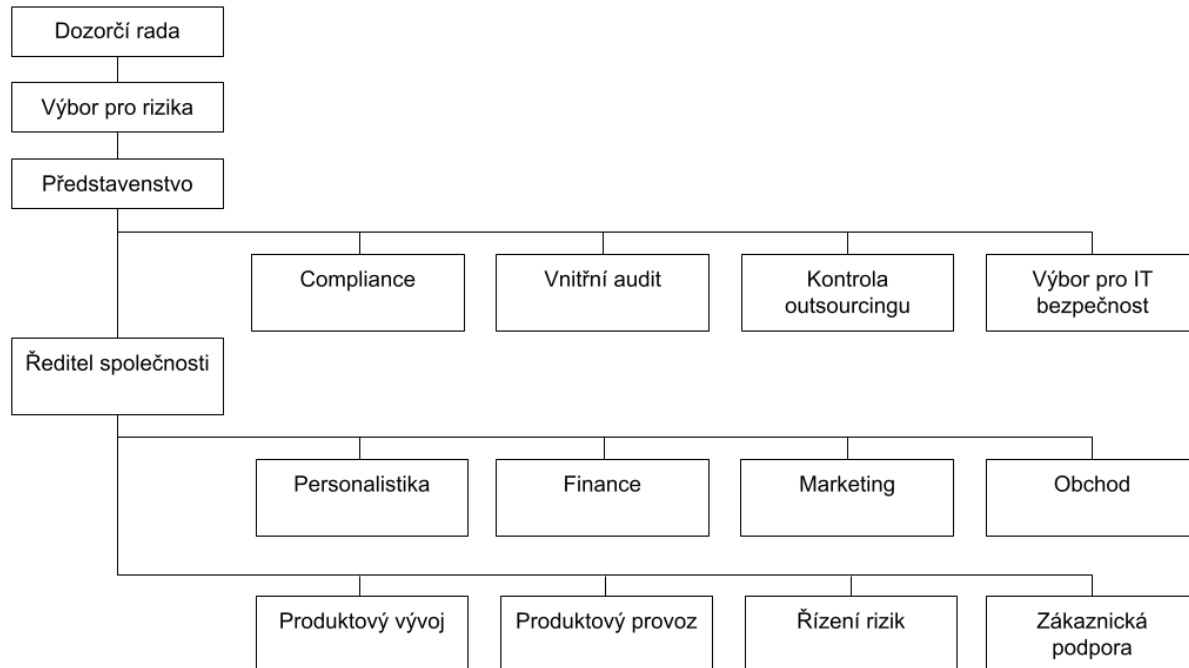 Dozorčí rada
Výbor pro rizika
Představenstvo
Compliance
Vnitřní audit
Kontrola
outsourcingu
Výbor pro IT
bezpečnost
Ředitel společnosti
Personalistika
Finance
Marketing
Obchod
Produktový vývoj
Produktový provoz
Řízení rizik
Zákaznická
podpora